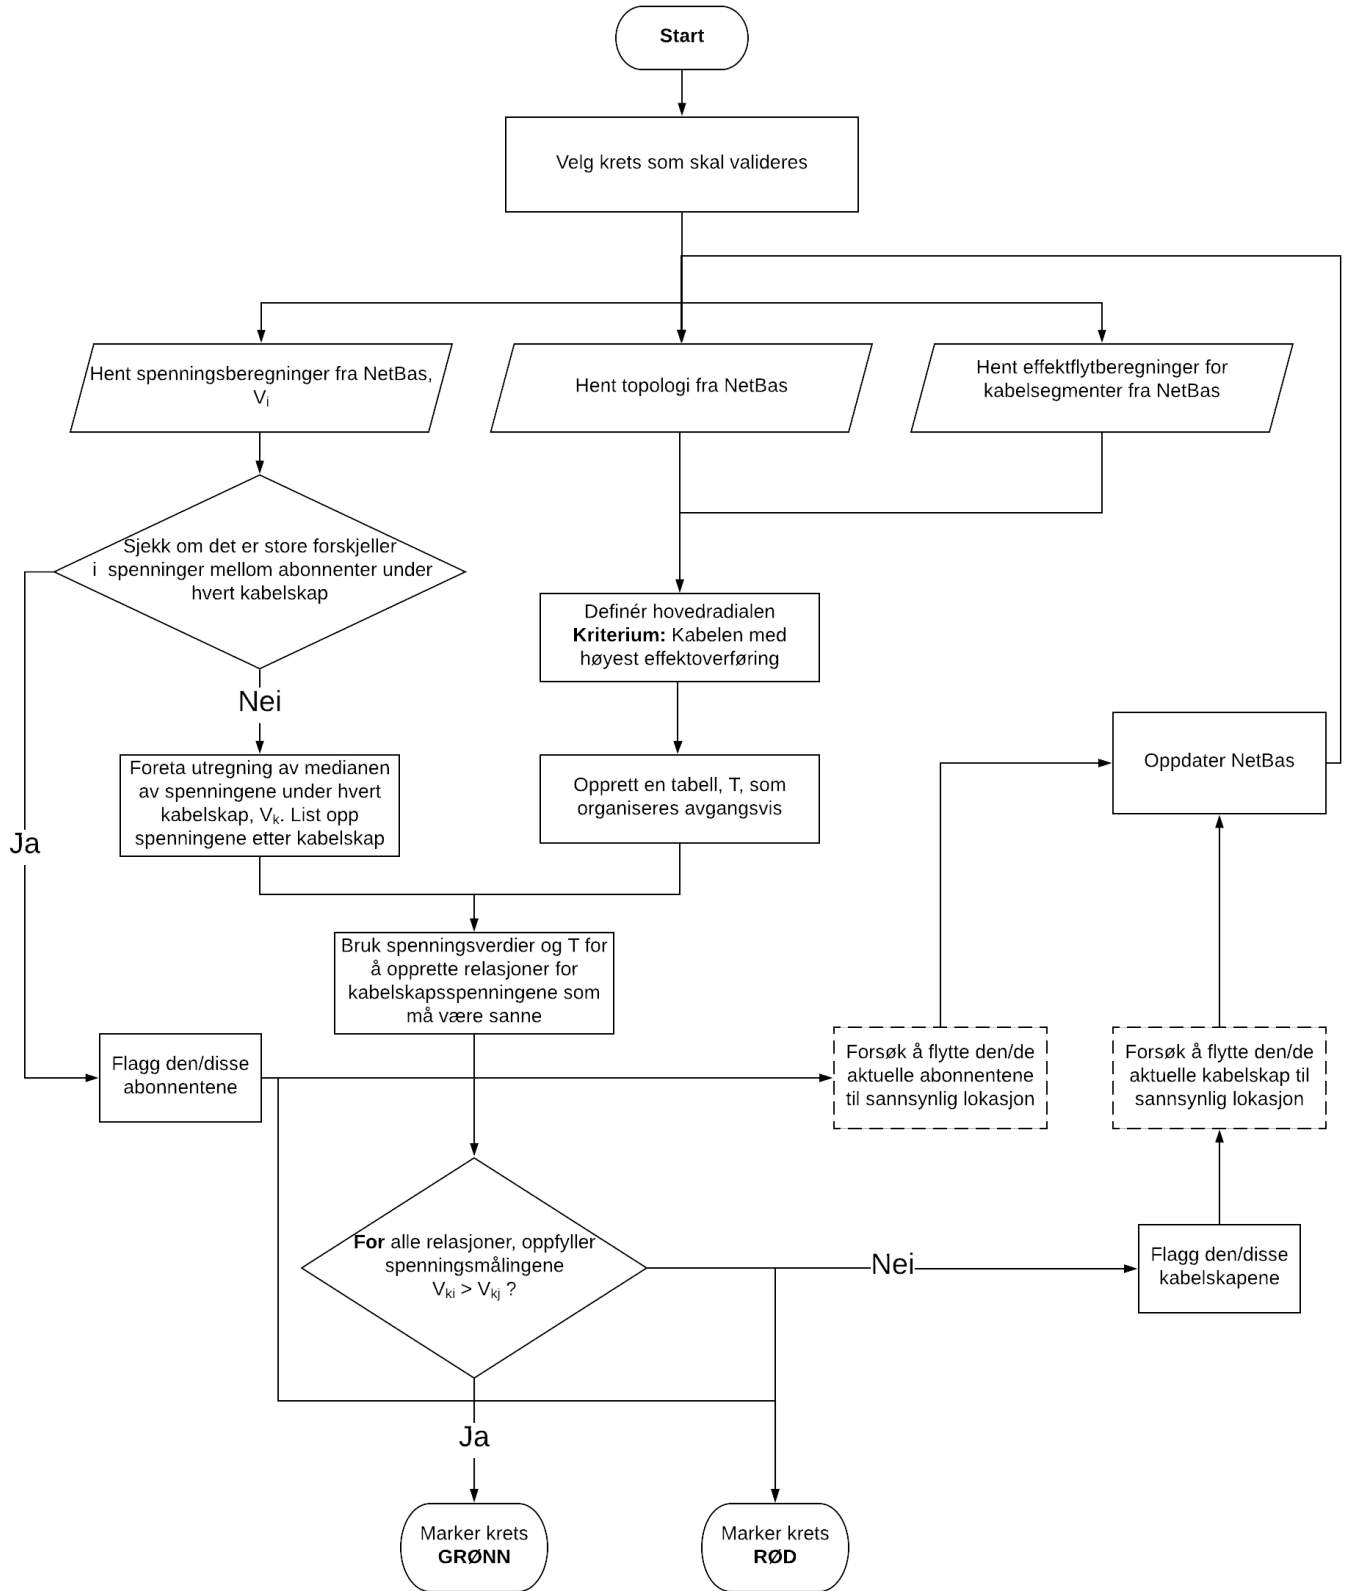 Start
Velg krets som skal valideres
Hent spenningsberegninger fra NetBas,
Vi
Hent topologi fra NetBas
Hent effektflytberegninger for
kabelsegmenter fra NetBas
Sjekk om det er store forskjeller
i spenninger mellom abonnenter under
hvert kabelskap
Definér hovedradialen
Kriterium: Kabelen med
høyest effektoverføring
Nei
Foreta utregning av medianen
av spenningene under hvert
kabelskap, Vk. List opp
spenningene etter kabelskap
Opprett en tabell, T, som
organiseres avgangsvis
Oppdater NetBas
Ja
Bruk spenningsverdier og T for
å opprette relasjoner for
kabelskapsspenningene som
må være sanne
Flagg den/disse
abonnentene
Forsøk å flytte den/de
aktuelle abonnentene
til sannsynlig lokasjon
Forsøk å flytte den/de
aktuelle kabelskap til
sannsynlig lokasjon
For alle relasjoner, oppfyller
spenningsmålingene
Vki > Vkj ?
Nei
Flagg den/disse
kabelskapene
Ja
Marker krets
GRØNN
Marker krets
RØD